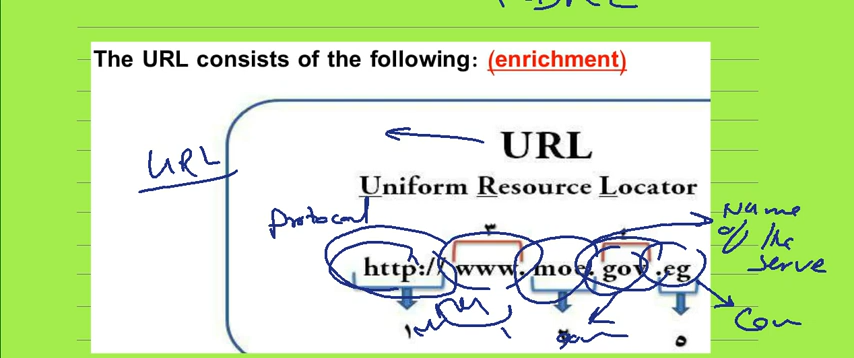 The URL consists of the following: (enrichment)
URL
URL
Uniform Resource Locator
Protocol
Name
of the
serve
٣
http:// www. moe. gov .eg
١
٥
Con